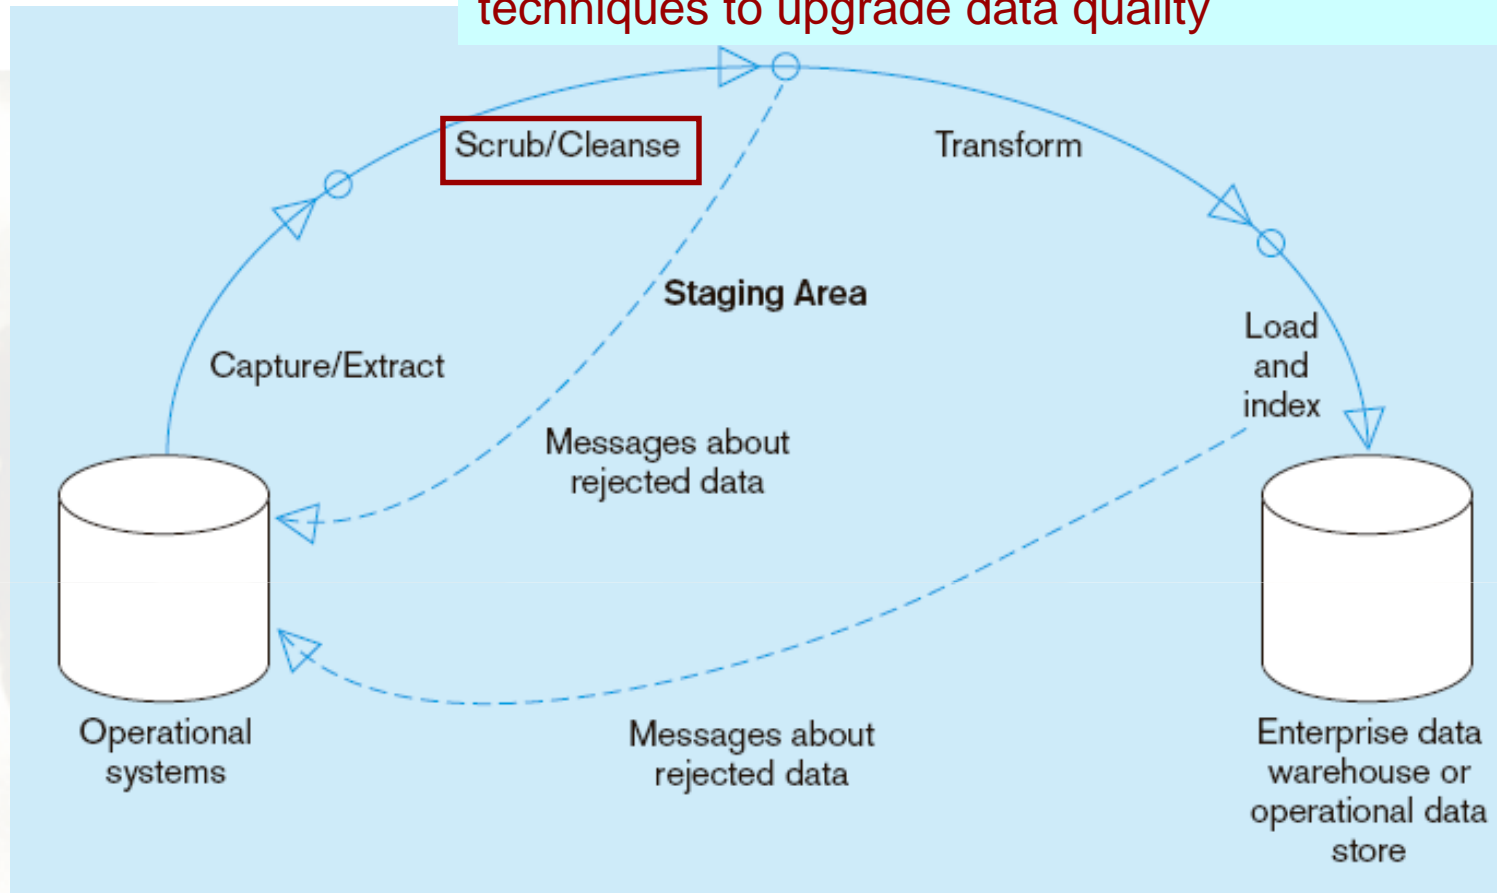 techniques to upgrade data quality
Scrub/Cleanse
Transform
Staging Area
Load
and
index
Capture/Extract
Messages about
rejected data
Operational
systems
Messages about
rejected data
Enterprise data
warehouse or
operational data
store